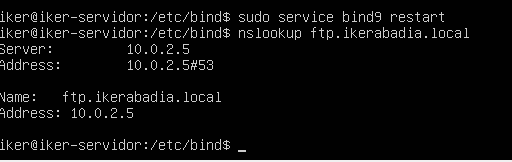 iker@iker-servidor:/etc/bind$ sudo service bind9 restart
iker@iker-servidor:/etc/bind$ nslookup ftp.ikerabadia.local
Server:         10.0.2.5
Address:        10.0.2.5#53
Name:   ftp.ikerabadia.local
Address: 10.0.2.5
iker@iker-servidor:/etc/bind$ _